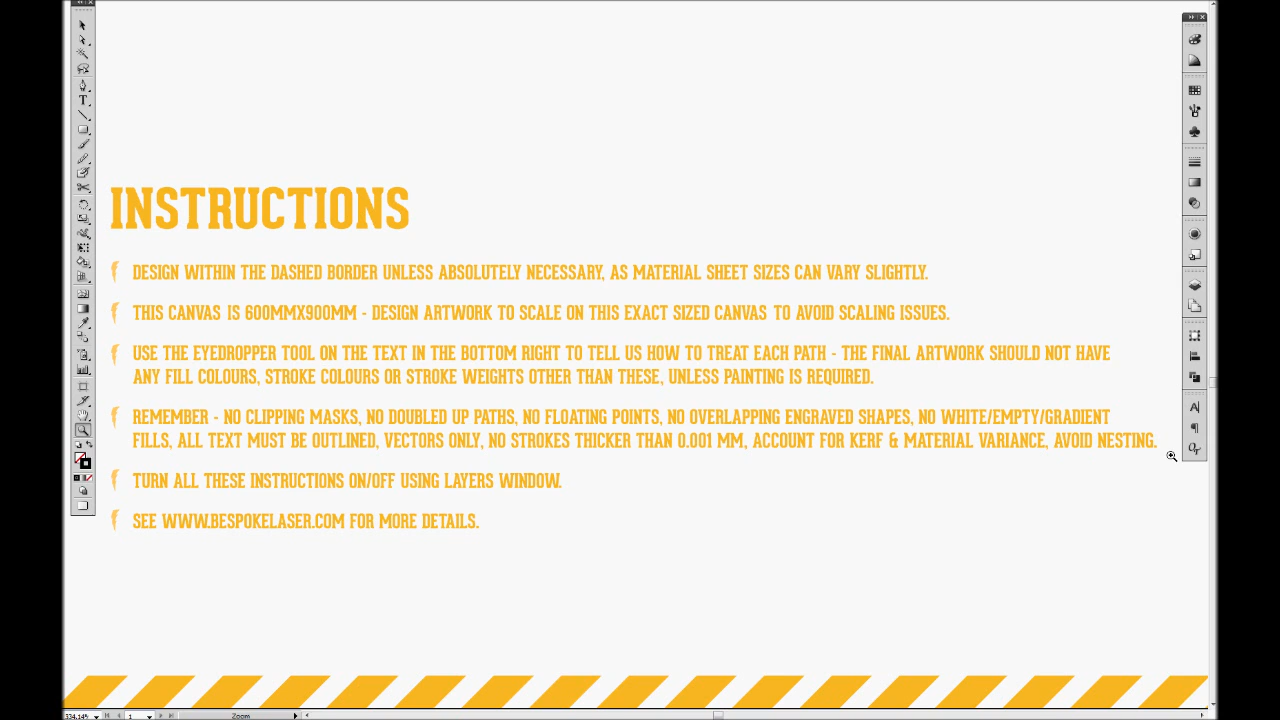 INSTRUCTIONS
DESIGN WITHIN THE DASHED BORDER UNLESS ABSOLUTELY NECESSARY, AS MATERIAL SHEET SIZES CAN VARY SLIGHTLY.
THIS CANVAS IS 600MMX900MM - DESIGN ARTWORK TO SCALE ON THIS EXACT SIZED CANVAS TO AVOID SCALING ISSUES.
USE THE EYEDROPPER TOOL ON THE TEXT IN THE BOTTOM RIGHT TO TELL US HOW TO TREAT EACH PATH - THE FINAL ARTWORK SHOULD NOT HAVE
ANY FILL COLOURS, STROKE COLOURS OR STROKE WEIGHTS OTHER THAN THESE, UNLESS PAINTING IS REQUIRED.
REMEMBER - NO CLIPPING MASKS, NO DOUBLED UP PATHS, NO FLOATING POINTS, NO OVERLAPPING ENGRAVED SHAPES, NO WHITE/EMPTY/GRADIENT
FILLS, ALL TEXT MUST BE OUTLINED, VECTORS ONLY, NO STROKES THICKER THAN 0.001 MM, ACCOUNT FOR KERF & MATERIAL VARIANCE, AVOID NESTING.
TURN ALL THESE INSTRUCTIONS ON/OFF USING LAYERS WINDOW.
SEE WWW.BESPOKELASER.COM FOR MORE DETAILS.
334.14% 1 Zoom